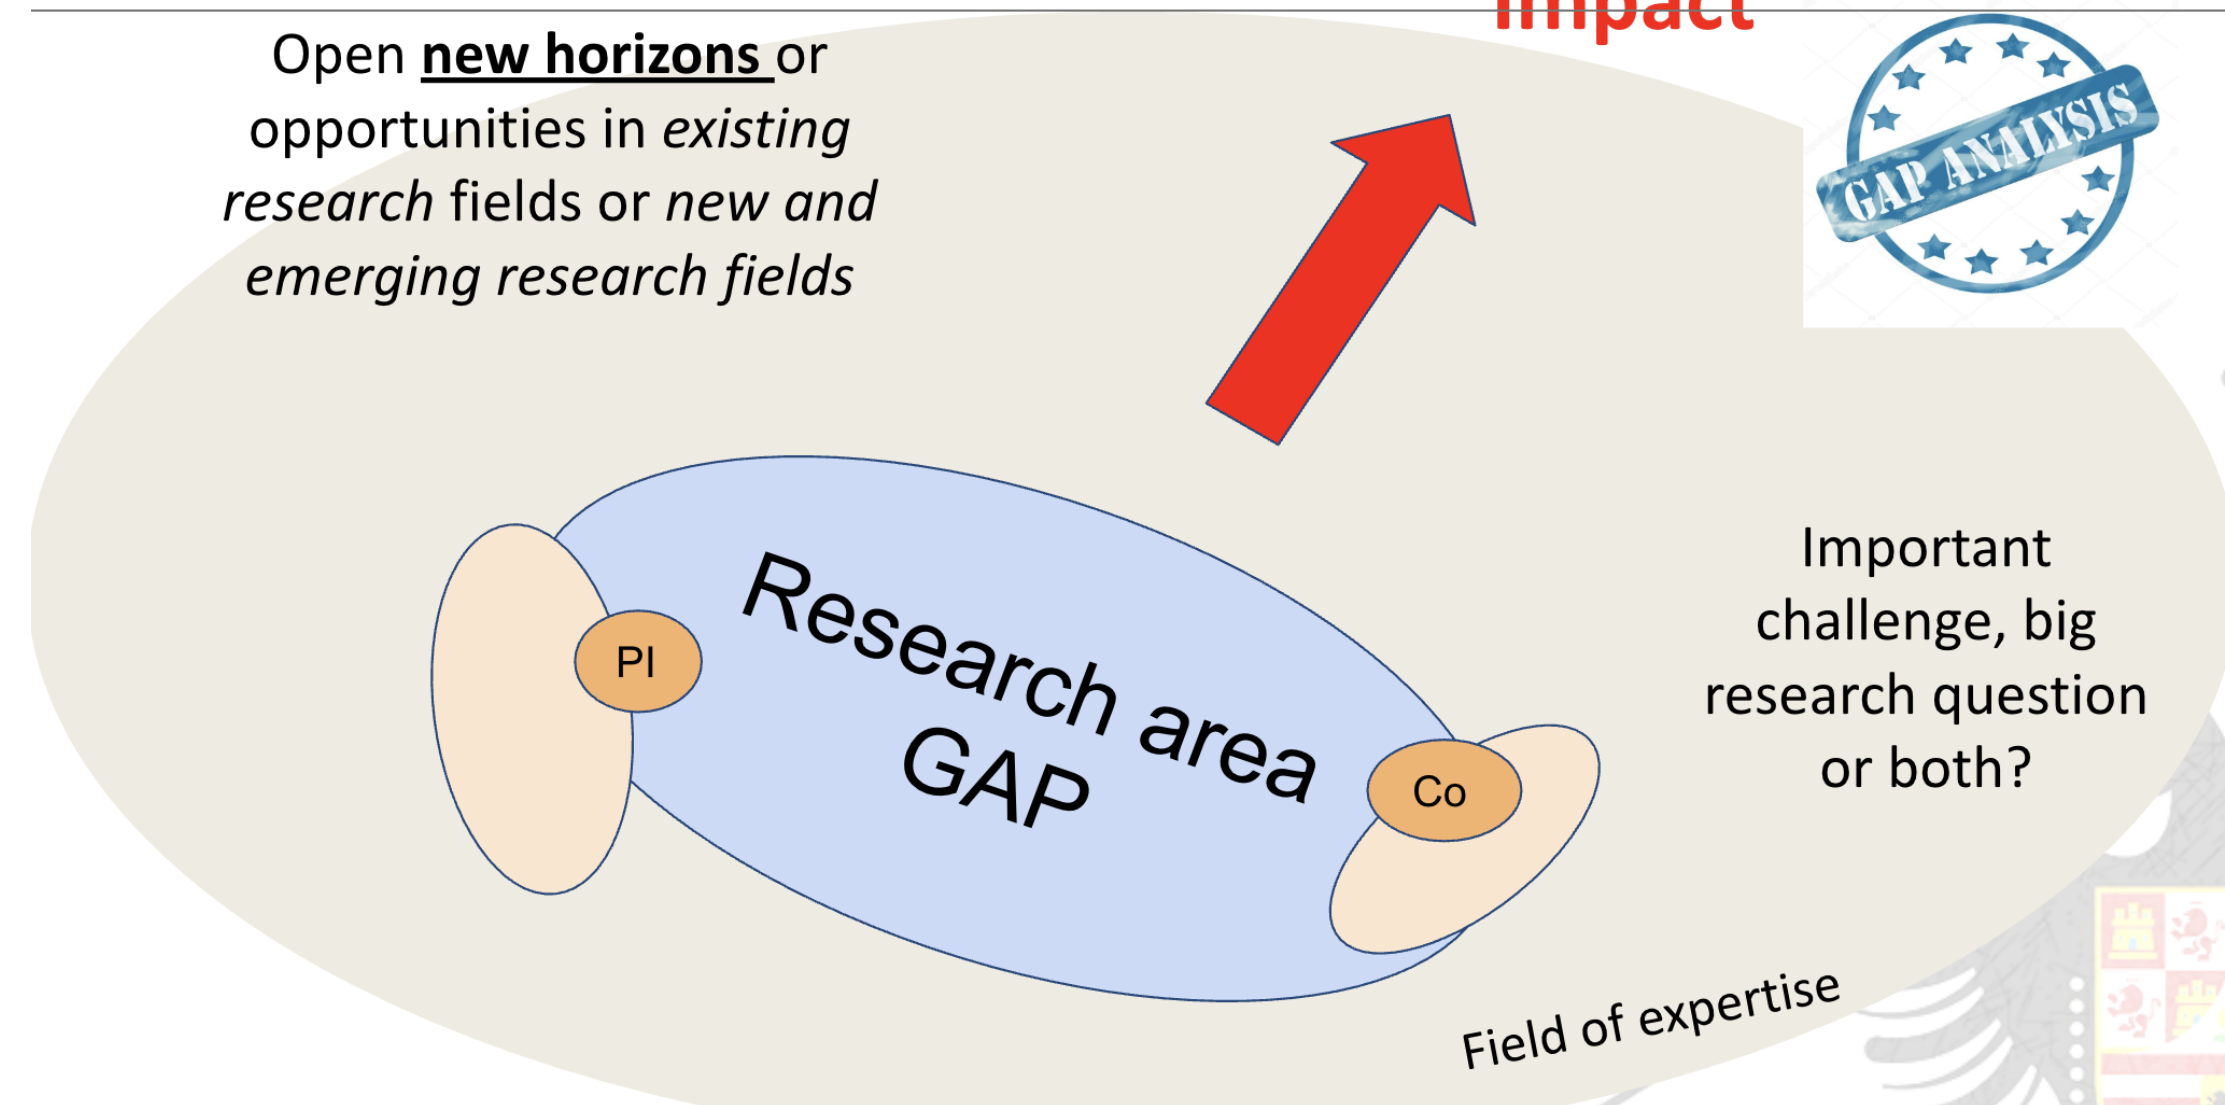 Impact
Open new horizons or
opportunities in existing
research fields or new and
emerging research fields
GAP ANALYSIS
Research area
GAP
PI
Co
Important
challenge, big
research question
or both?
Field of expertise